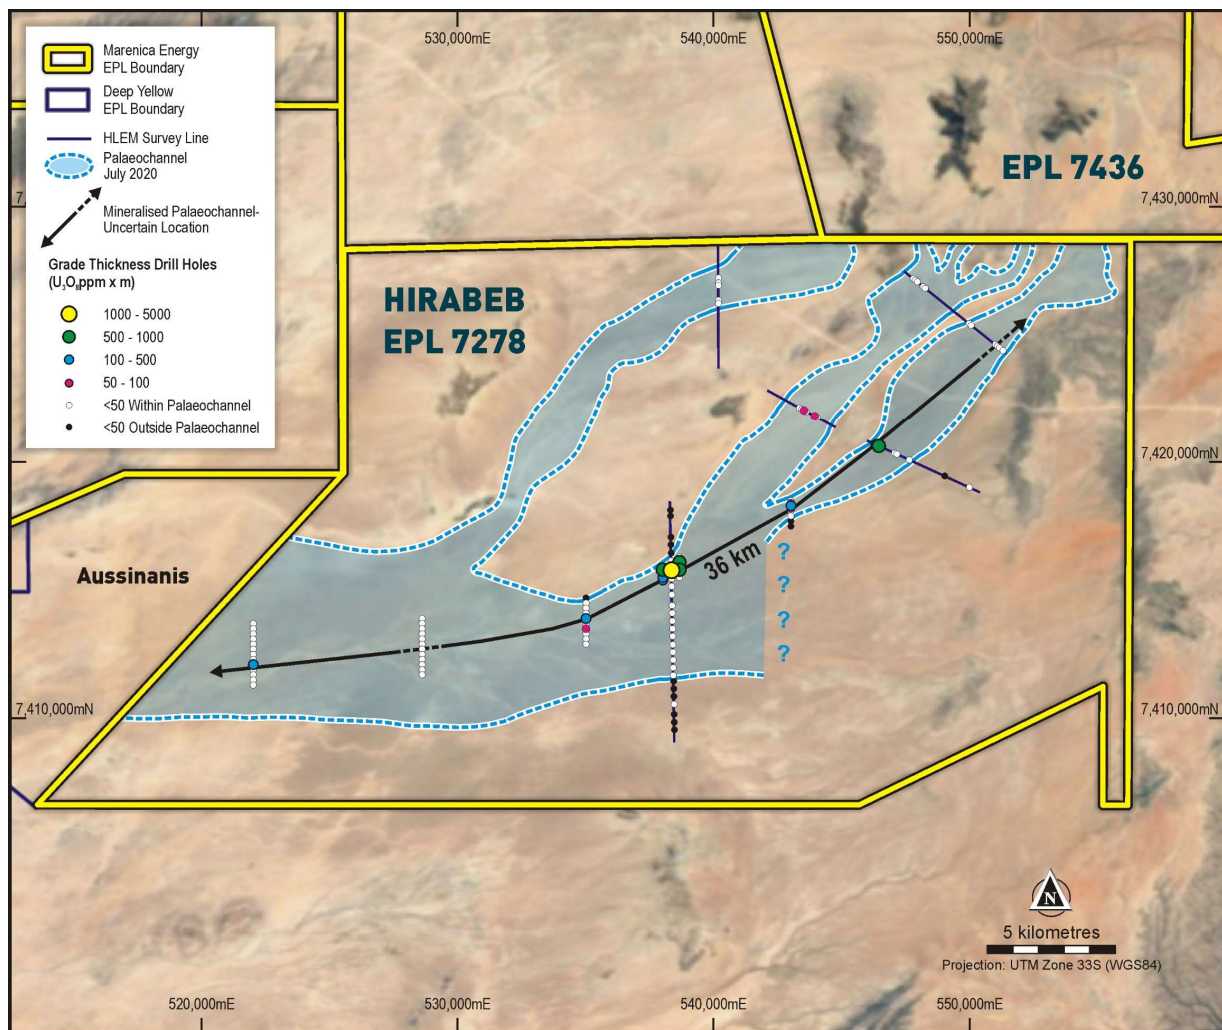 530,000mE
540,000mE
550,000mE
Marenica Energy
EPL Boundary
Deep Yellow
EPL Boundary
HLEM Survey Line
Palaeochannel
July 2020
Mineralised Palaeochannel-
Uncertain Location
Grade Thickness Drill Holes
(U₃O₈ppm x m)
1000 - 5000
500 - 1000
100 - 500
50 - 100
<50 Within Palaeochannel
<50 Outside Palaeochannel
EPL 7436
7,430,000mN
HIRABEB
EPL 7278
7,420,000mN
36 km
?
?
?
?
Aussinanis
7,410,000mN
7,410,000mN
N
5 kilometres
Projection: UTM Zone 33S (WGS84)
520,000mE
530,000mE
540,000mE
550,000mE